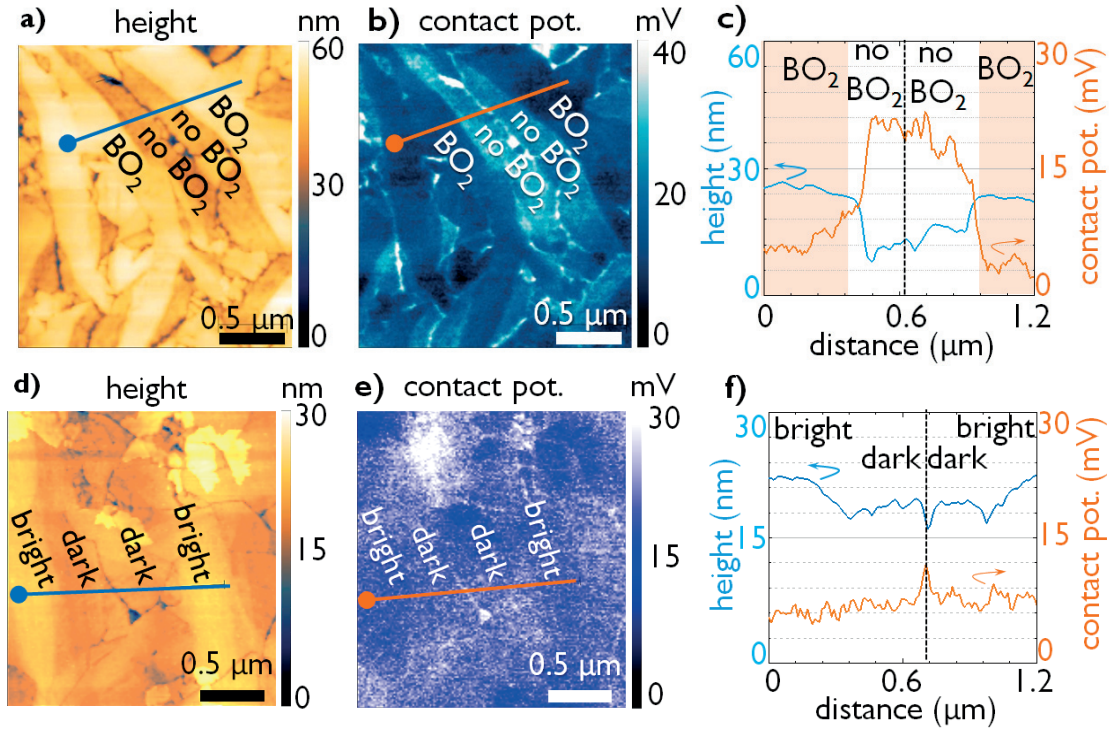 a) height nm
60
30
0
BO2
no BO2
no BO2
BO2
0.5 μm
b) contact pot. mV
40
20
0
BO2
no BO2
no BO2
BO2
0.5 μm
c)
60
30
0
height (nm)
BO2
no BO2
no BO2
BO2
30
15
0
contact pot. (mV)
0 0.6 1.2
distance (μm)
d) height nm
30
15
0
bright
dark
dark
bright
0.5 μm
e) contact pot. mV
30
15
0
bright
dark
dark
bright
0.5 μm
f)
30
15
0
height (nm)
bright
dark
dark
bright
30
15
0
contact pot. (mV)
0 0.6 1.2
distance (μm)